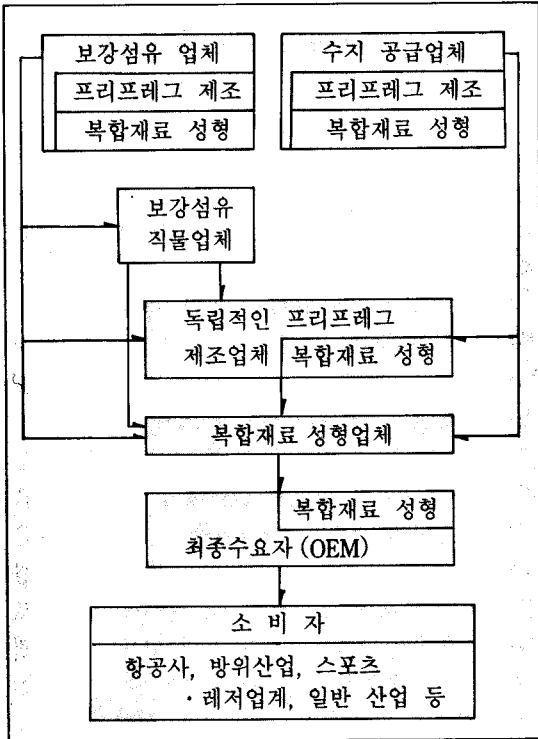 보강섬유 업체
프리프레그 제조
복합재료 성형
수지 공급업체
프리프레그 제조
복합재료 성형
보강섬유
직물업체
독립적인 프리프레그
제조업체
복합재료 성형
복합재료 성형업체
복합재료 성형
최종수요자 (OEM)
소 비 자
항공사, 방위산업, 스포츠
· 레저업계, 일반 산업 등